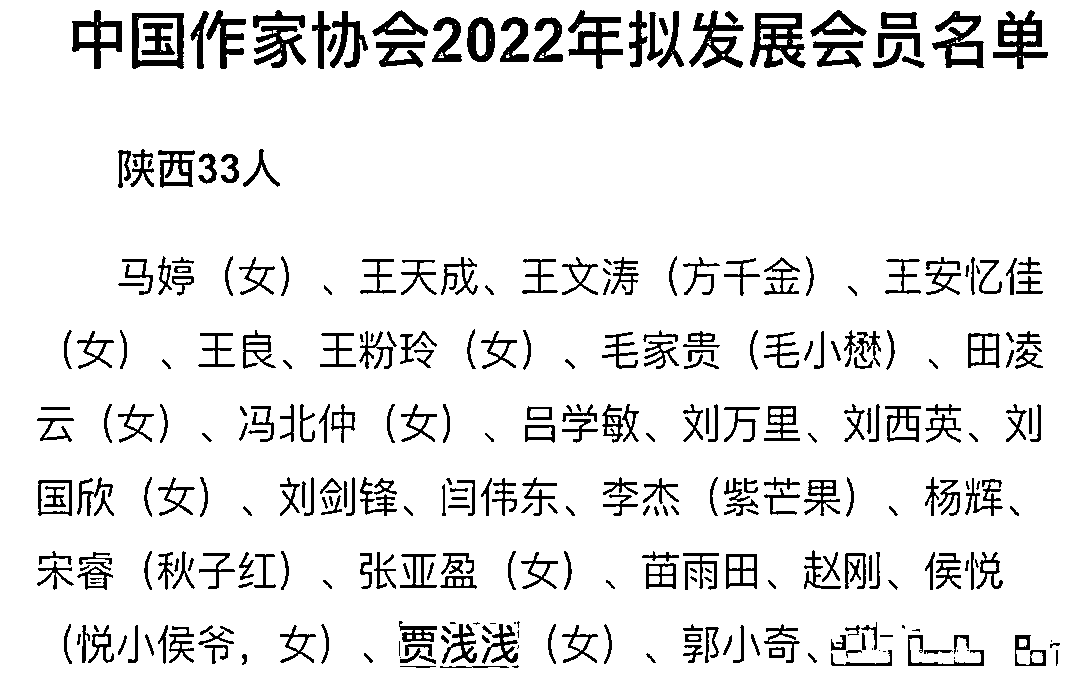 中国作家协会2022年拟发展会员名单
陕西33人
马婷（女）、王天成、王文涛（方千金）、王安忆佳
（女）、王良、王粉玲（女）、毛家贵（毛小懋）、田凌
云（女）、冯北仲（女）、吕学敏、刘万里、刘西英、刘
国欣（女）、刘剑锋、闫伟东、李杰（紫芒果）、杨辉、
宋睿（秋子红）、张亚盈（女）、苗雨田、赵刚、侯悦
（悦小侯爷，女）、贾浅浅（女）、郭小奇、